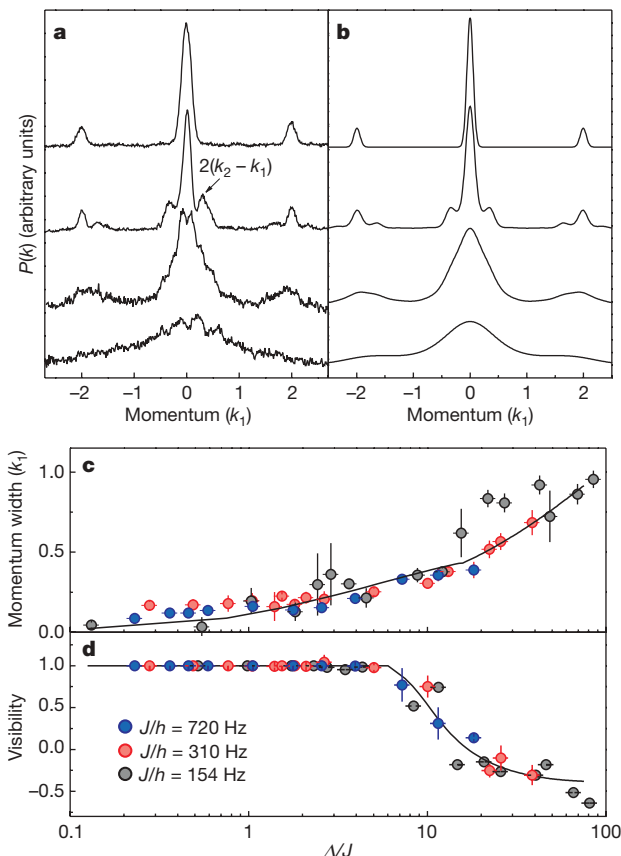 a
b
2(k₂ – k₁)
P(k) (arbitrary units)
–2 –1 0 1 2
–2 –1 0 1 2
Momentum (k₁)
Momentum (k₁)
c
Momentum width (k₁)
1.0
0.5
0.0
d
Visibility
1.0
0.5
0.0
–0.5
J/h = 720 Hz
J/h = 310 Hz
J/h = 154 Hz
0.1 1 10 100
Δ/J